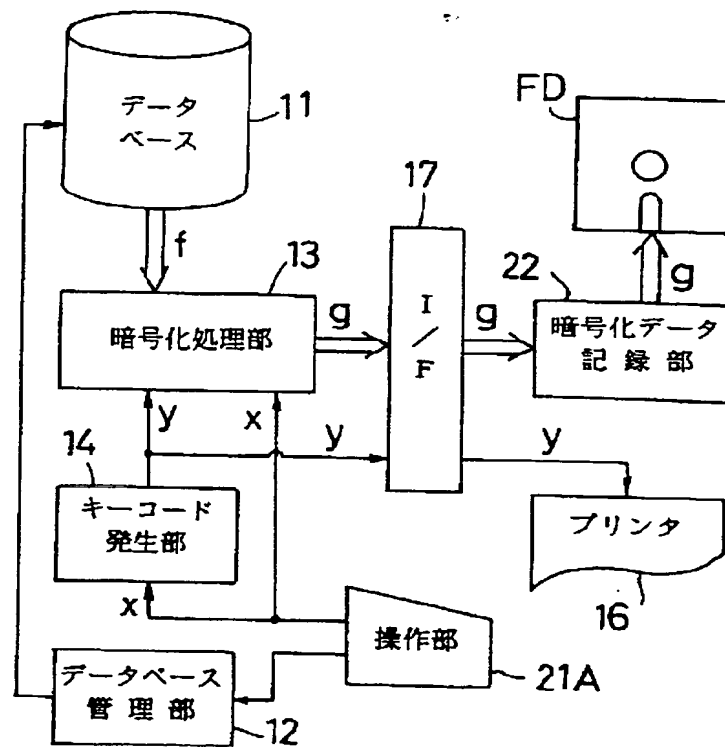 データ
ベース
11
FD
f
17
13
暗号化処理部
g
I
/
F
g
22
g
暗号化データ
記録部
y
x
y
y
14
キーコード
発生部
x
プリンタ
16
操作部
21A
データベース
管理部
12